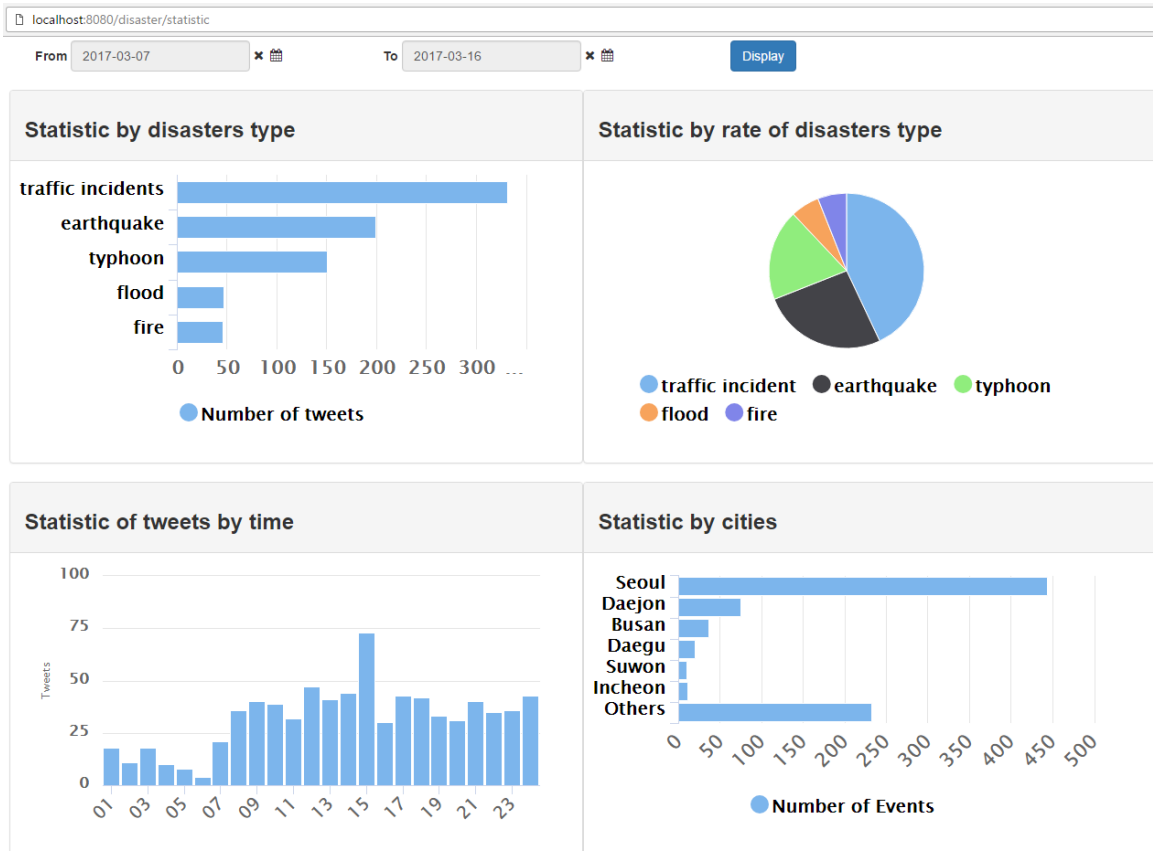 localhost:8080/disaster/statistic
From 2017-03-07 To 2017-03-16 Display
Statistic by disasters type
traffic incidents
earthquake
typhoon
flood
fire
0 50 100 150 200 250 300 ...
Number of tweets
Statistic by rate of disasters type
traffic incident earthquake typhoon
flood fire
Statistic of tweets by time
100
75
50
25
0
Tweets
01 03 05 07 09 11 13 15 17 19 21 23
Statistic by cities
Seoul
Daejon
Busan
Daegu
Suwon
Incheon
Others
0 50 100 150 200 250 300 350 400 450 500
Number of Events